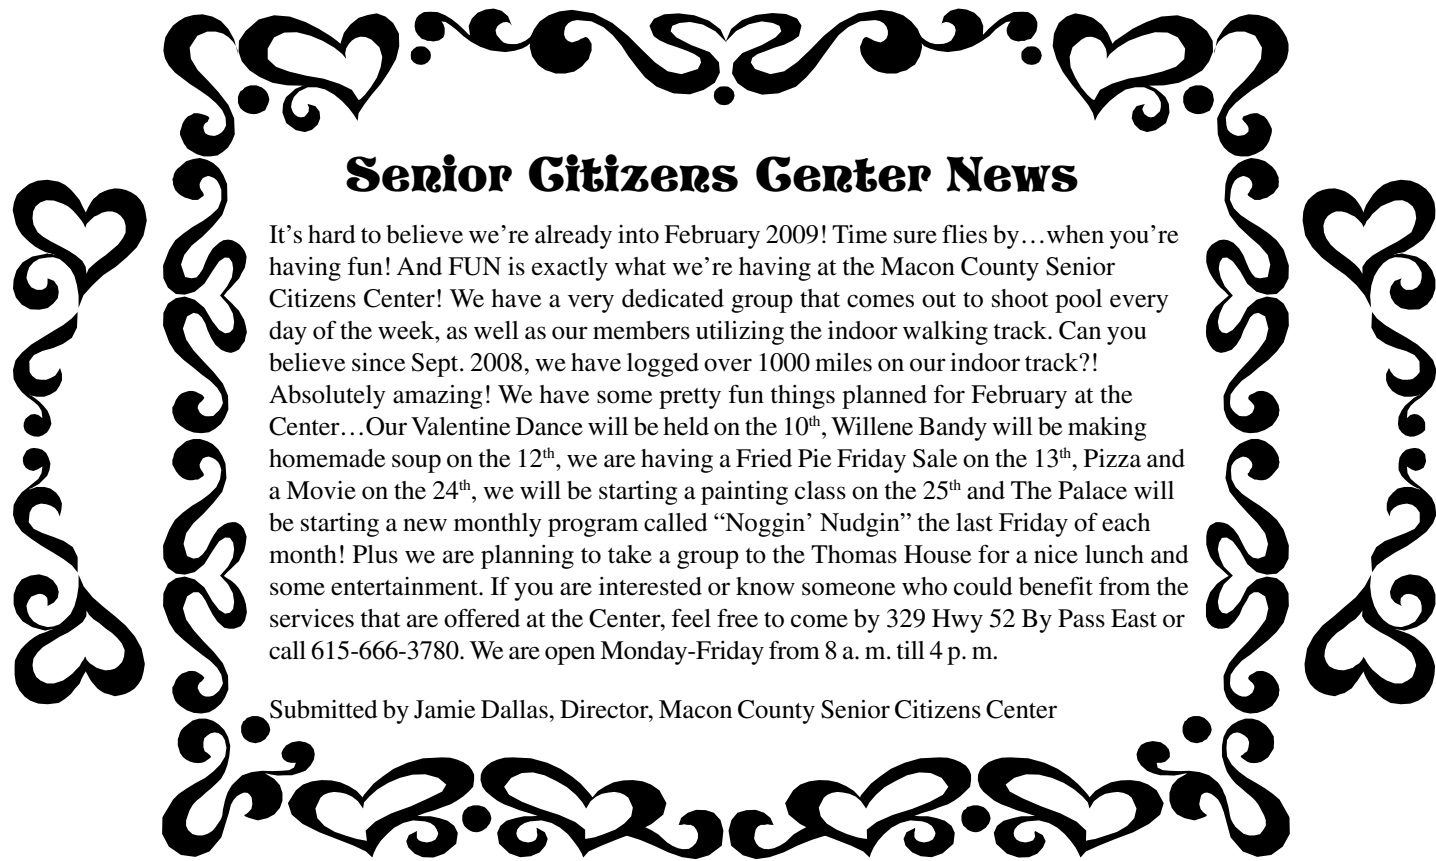 Senior Citizens Center News
It’s hard to believe we’re already into February 2009! Time sure flies by…when you’re
having fun! And FUN is exactly what we’re having at the Macon County Senior
Citizens Center! We have a very dedicated group that comes out to shoot pool every
day of the week, as well as our members utilizing the indoor walking track. Can you
believe since Sept. 2008, we have logged over 1000 miles on our indoor track?!
Absolutely amazing! We have some pretty fun things planned for February at the
Center…Our Valentine Dance will be held on the 10th, Willene Bandy will be making
homemade soup on the 12th, we are having a Fried Pie Friday Sale on the 13th, Pizza and
a Movie on the 24th, we will be starting a painting class on the 25th and The Palace will
be starting a new monthly program called “Noggin’ Nudgin” the last Friday of each
month! Plus we are planning to take a group to the Thomas House for a nice lunch and
some entertainment. If you are interested or know someone who could benefit from the
services that are offered at the Center, feel free to come by 329 Hwy 52 By Pass East or
call 615-666-3780. We are open Monday-Friday from 8 a. m. till 4 p. m.
Submitted by Jamie Dallas, Director, Macon County Senior Citizens Center